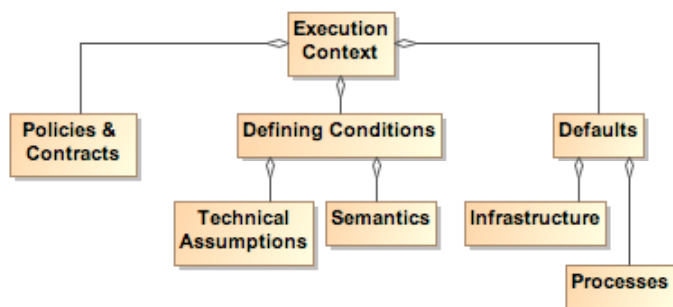 Execution
Context
Policies &
Contracts
Defining Conditions
Defaults
Technical
Assumptions
Semantics
Infrastructure
Processes